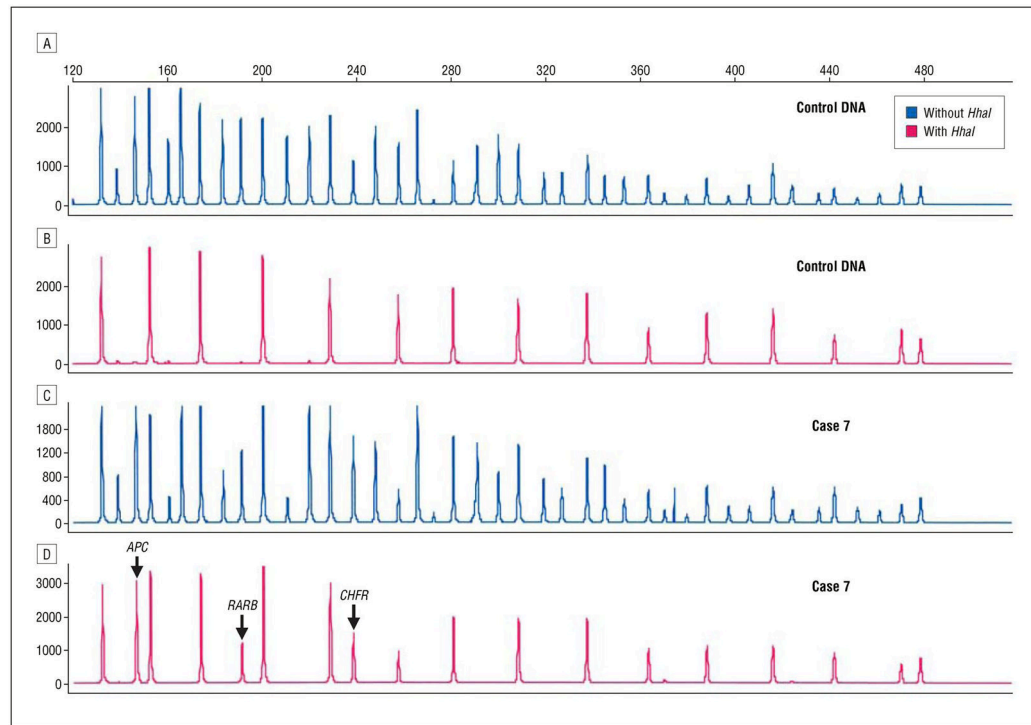 A
120 160 200 240 280 320 360 400 440 480
Control DNA
Without HhaI
With HhaI
2000
1000
0
B
Control DNA
2000
1000
0
C
Case 7
1800
1200
800
400
0
D
Case 7
APC
RARB
CHFR
3000
2000
1000
0